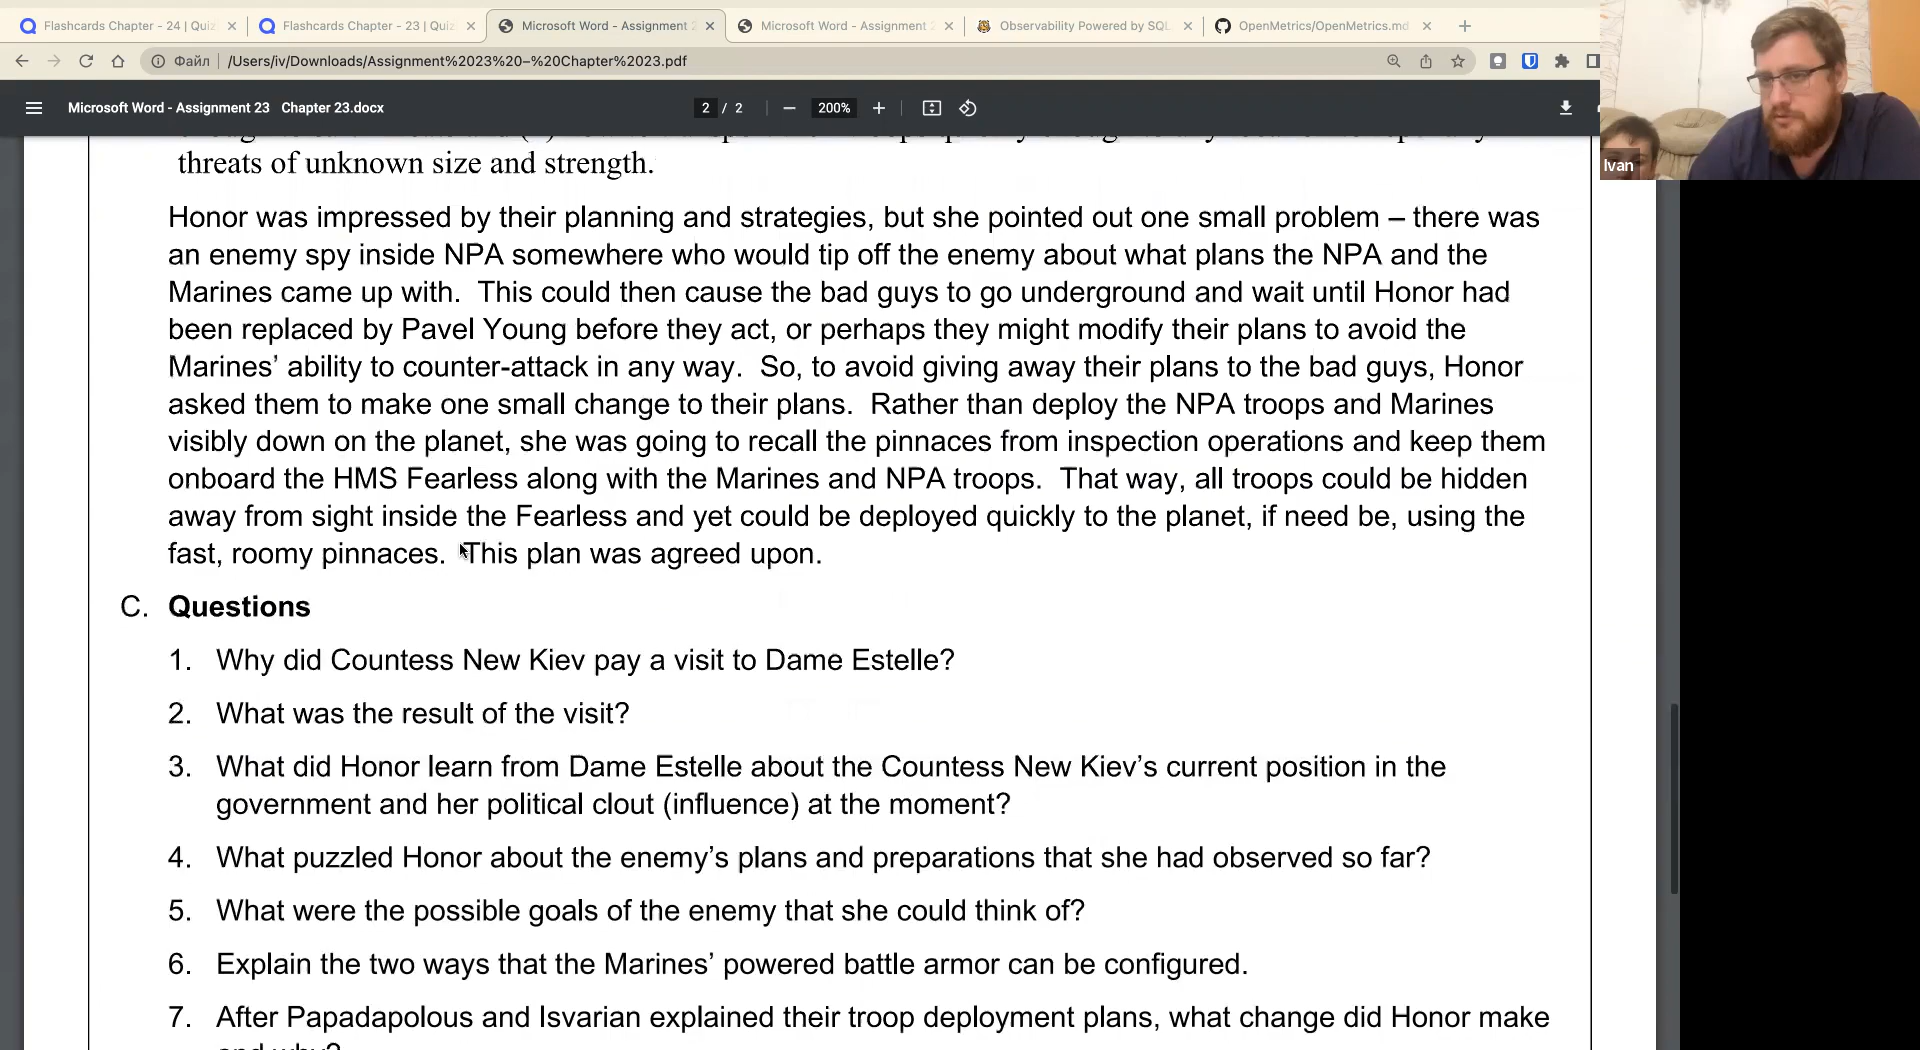 Flashcards Chapter - 24 | Quiz
Flashcards Chapter - 23 | Quiz
Microsoft Word - Assignment 2
Microsoft Word - Assignment 2
Observability Powered by SQL
OpenMetrics/OpenMetrics.md
Файл | /Users/iv/Downloads/Assignment%2023%20–%20Chapter%2023.pdf
Microsoft Word - Assignment 23 Chapter 23.docx
2 / 2
200%
Ivan
threats of unknown size and strength.
Honor was impressed by their planning and strategies, but she pointed out one small problem – there was
an enemy spy inside NPA somewhere who would tip off the enemy about what plans the NPA and the
Marines came up with. This could then cause the bad guys to go underground and wait until Honor had
been replaced by Pavel Young before they act, or perhaps they might modify their plans to avoid the
Marines’ ability to counter-attack in any way. So, to avoid giving away their plans to the bad guys, Honor
asked them to make one small change to their plans. Rather than deploy the NPA troops and Marines
visibly down on the planet, she was going to recall the pinnaces from inspection operations and keep them
onboard the HMS Fearless along with the Marines and NPA troops. That way, all troops could be hidden
away from sight inside the Fearless and yet could be deployed quickly to the planet, if need be, using the
fast, roomy pinnaces. This plan was agreed upon.
C. Questions
1. Why did Countess New Kiev pay a visit to Dame Estelle?
2. What was the result of the visit?
3. What did Honor learn from Dame Estelle about the Countess New Kiev’s current position in the
government and her political clout (influence) at the moment?
4. What puzzled Honor about the enemy’s plans and preparations that she had observed so far?
5. What were the possible goals of the enemy that she could think of?
6. Explain the two ways that the Marines’ powered battle armor can be configured.
7. After Papadapolous and Isvarian explained their troop deployment plans, what change did Honor make
and why?